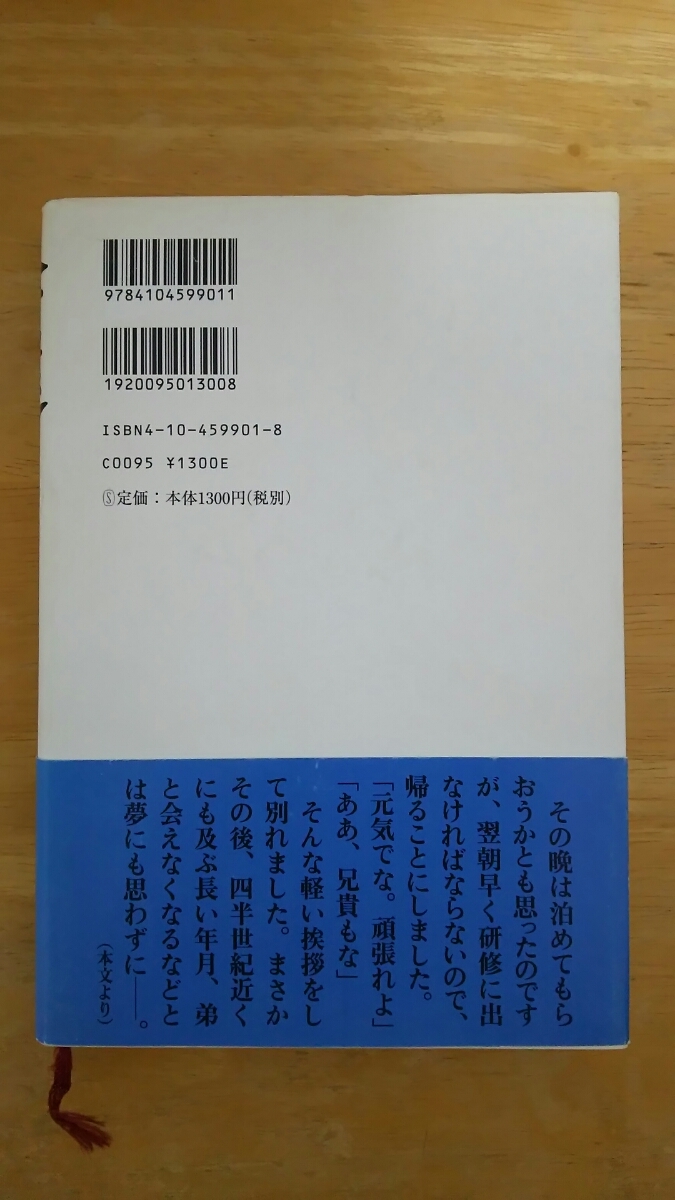 9784104599011
1920095013008
ISBN4-10-459901-8
C0095 ¥1300E
Ⓢ定価：本体1300円(税別)
その晩は泊めてもら
おうかとも思ったのです
が、翌朝早く研修に出
なければならないので、
帰ることにしました。
「元気でな。頑張れよ」
「ああ、兄貴もな」
そんな軽い挨拶をし
て別れました。まさか
その後、四半世紀近く
にも及ぶ長い年月、弟
と会えなくなるなどと
は夢にも思わずに――。
（本文より）